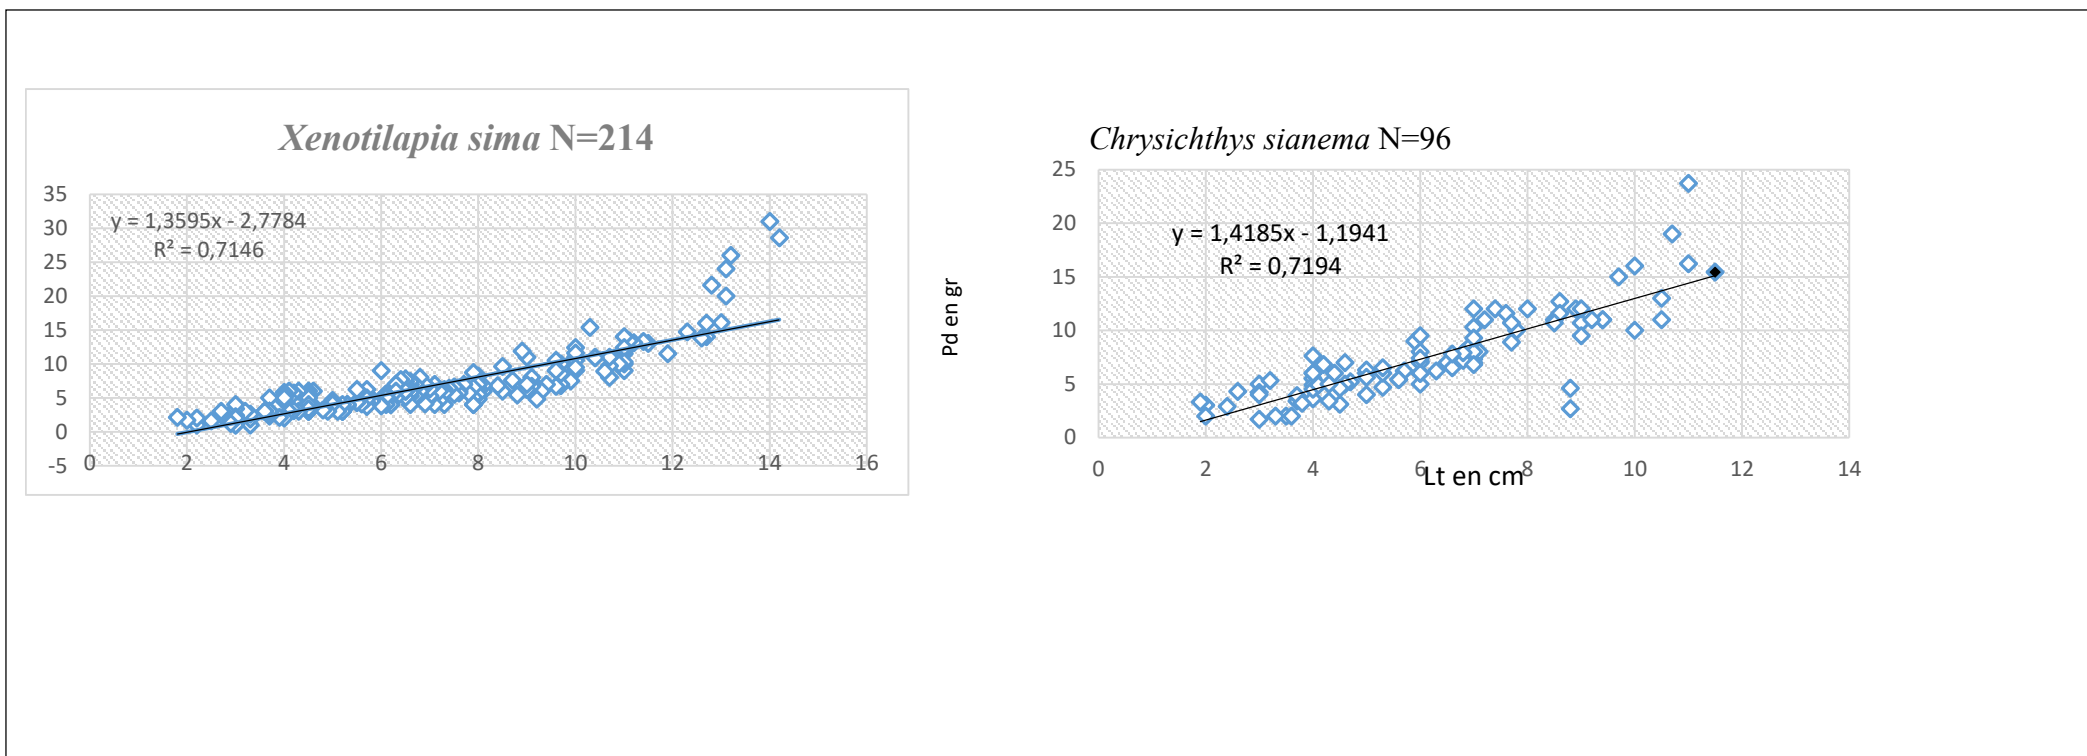 Xenotilapia sima N=214
35
30
25
20
15
10
5
0
-5
y = 1,3595x - 2,7784
R² = 0,7146
0 2 4 6 8 10 12 14 16
Chrysichthys sianema N=96
Pd en gr
25
20
15
10
5
0
y = 1,4185x - 1,1941
R² = 0,7194
0 2 4 6 8 10 12 14
Lt en cm